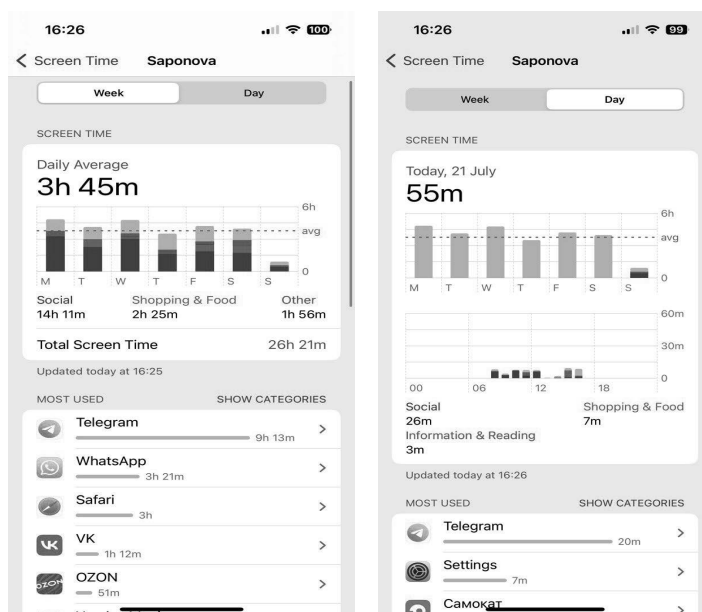 16:26
100
Screen Time Saponova
Week Day
SCREEN TIME
Daily Average
3h 45m
6h
avg
0
M T W T F S S
Social Shopping & Food Other
14h 11m 2h 25m 1h 56m
Total Screen Time 26h 21m
Updated today at 16:25
MOST USED SHOW CATEGORIES
Telegram
9h 13m
WhatsApp
3h 21m
Safari
3h
VK
1h 12m
OZON
51m
16:26
99
Screen Time Saponova
Week Day
SCREEN TIME
Today, 21 July
55m
6h
avg
0
M T W T F S S
60m
30m
0
00 06 12 18
Social Shopping & Food
26m 7m
Information & Reading
3m
Updated today at 16:26
MOST USED SHOW CATEGORIES
Telegram
20m
Settings
7m
Самокат